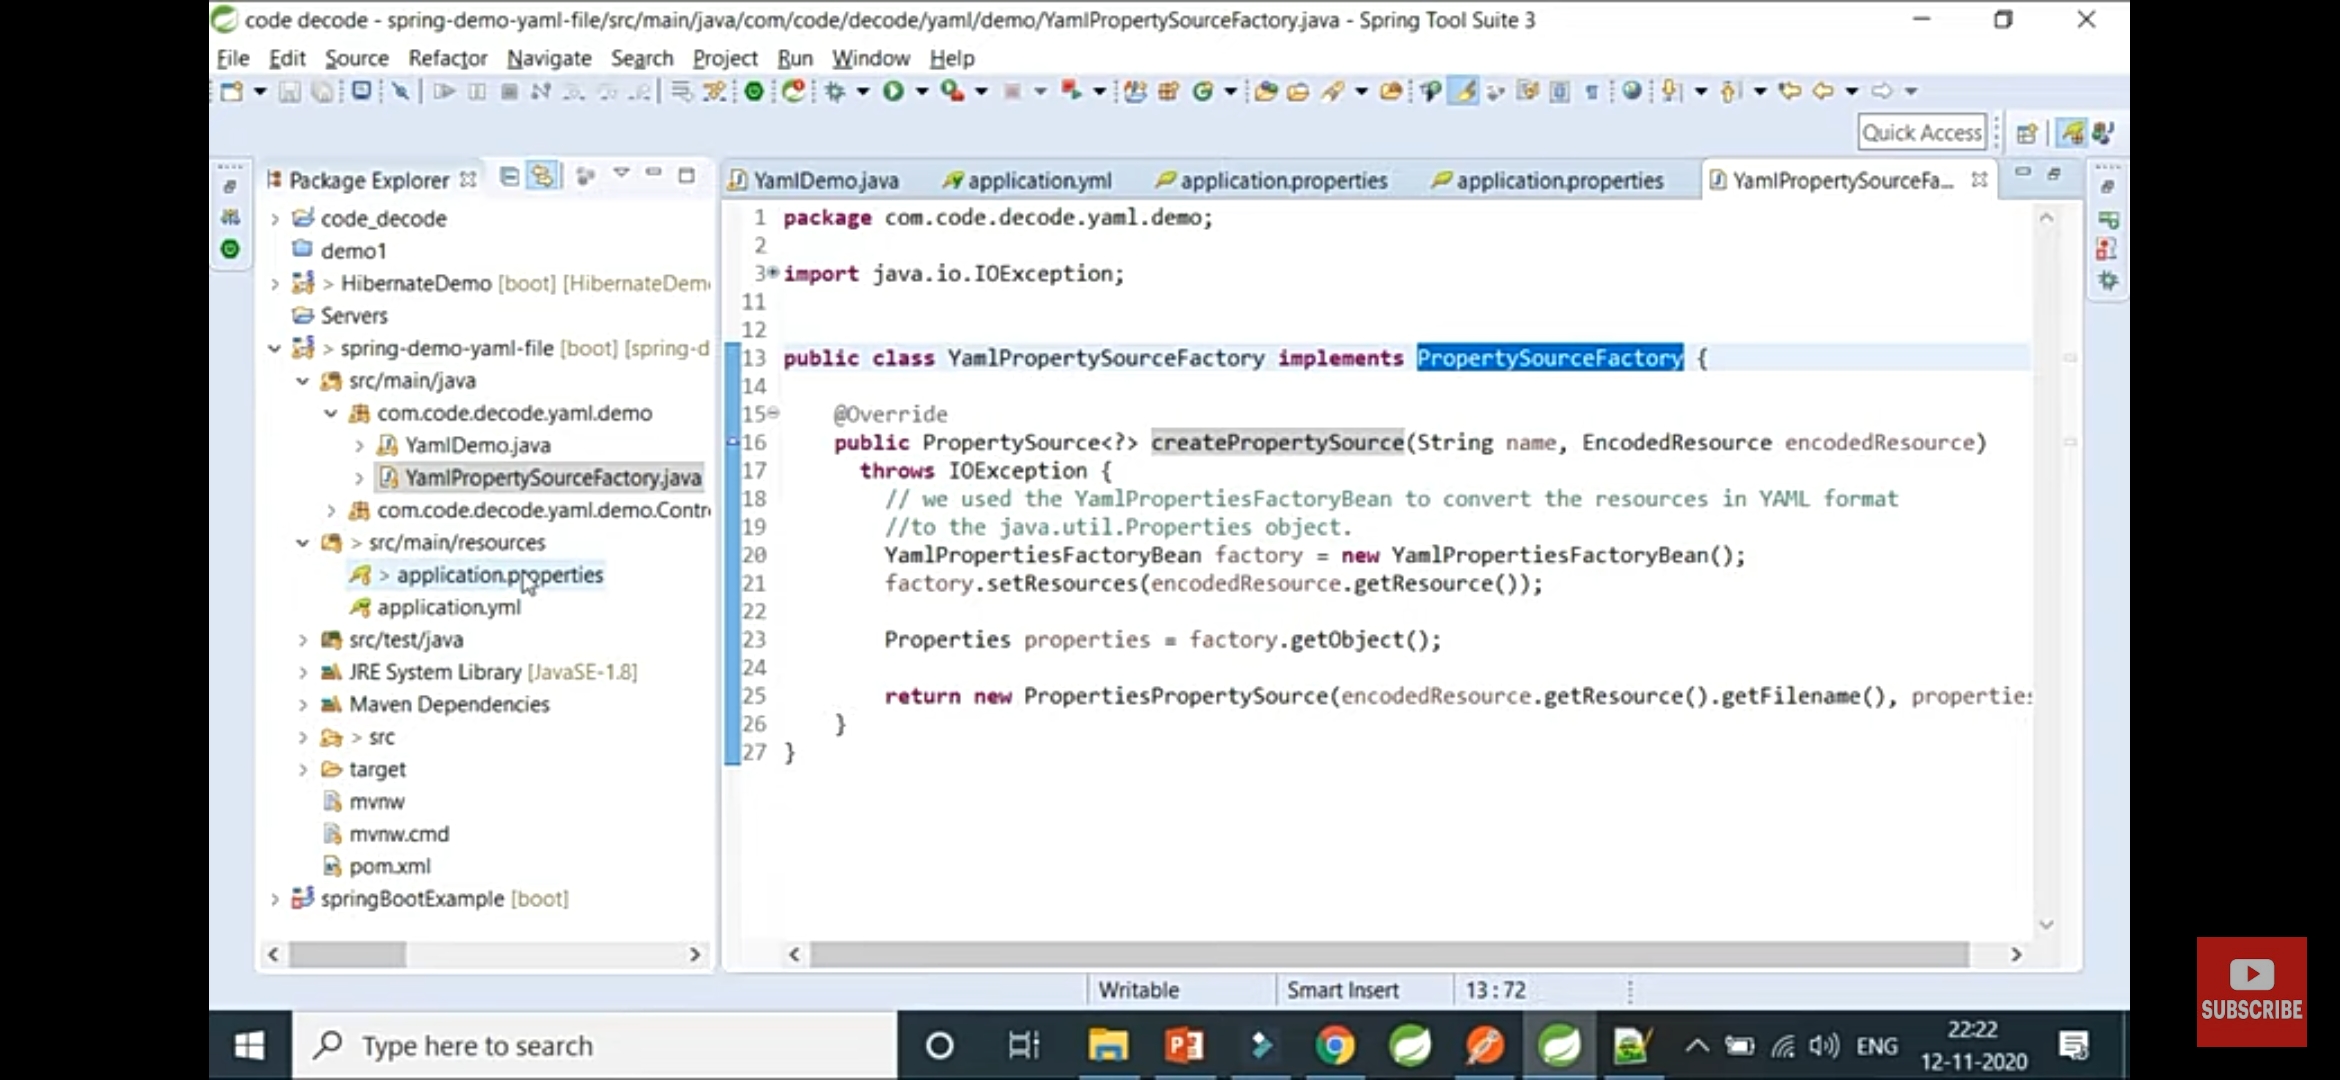 code decode - spring-demo-yaml-file/src/main/java/com/code/decode/yaml/demo/YamlPropertySourceFactory.java - Spring Tool Suite 3
File Edit Source Refactor Navigate Search Project Run Window Help
Quick Access
Package Explorer
code_decode
demo1
> HibernateDemo [boot] [HibernateDem
Servers
> spring-demo-yaml-file [boot] [spring-d
src/main/java
com.code.decode.yaml.demo
YamlDemo.java
YamlPropertySourceFactory.java
com.code.decode.yaml.demo.Contr
> src/main/resources
> application.properties
application.yml
src/test/java
JRE System Library [JavaSE-1.8]
Maven Dependencies
> src
target
mvnw
mvnw.cmd
pom.xml
springBootExample [boot]
YamlDemo.java application.yml application.properties application.properties YamlPropertySourceFa...
1 package com.code.decode.yaml.demo;
2
3 import java.io.IOException;
11
12
13 public class YamlPropertySourceFactory implements PropertySourceFactory {
14
15 @Override
16 public PropertySource<?> createPropertySource(String name, EncodedResource encodedResource)
17 throws IOException {
18 // we used the YamlPropertiesFactoryBean to convert the resources in YAML format
19 //to the java.util.Properties object.
20 YamlPropertiesFactoryBean factory = new YamlPropertiesFactoryBean();
21 factory.setResources(encodedResource.getResource());
22
23 Properties properties = factory.getObject();
24
25 return new PropertiesPropertySource(encodedResource.getResource().getFilename(), properties
26 }
27 }
Writable Smart Insert 13 : 72
Type here to search
ENG
22:22
12-11-2020
SUBSCRIBE